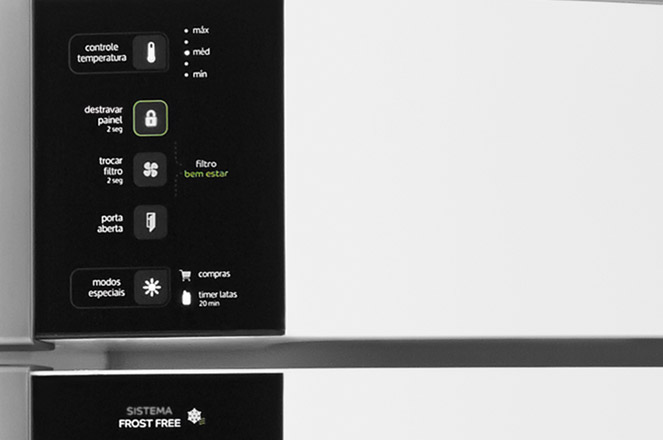 controle
temperatura
máx
méd
mín
destravar
painel
2 seg
trocar
filtro
2 seg
filtro
bem estar
porta
aberta
modos
especiais
compras
timer latas
20 min
SISTEMA
FROST FREE